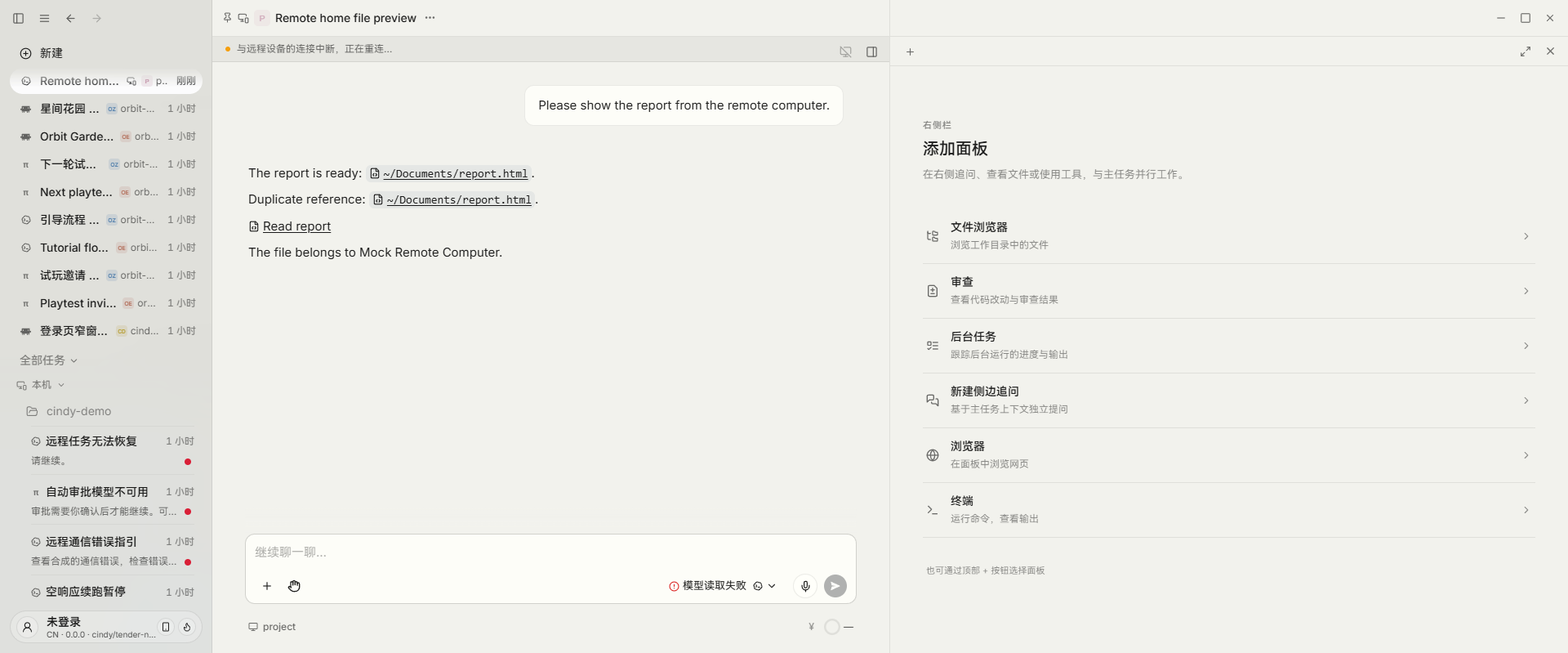 P Remote home file preview ...
新建
Remote hom... P p.. 刚刚
星间花园 ... OZ orbit-... 1 小时
Orbit Garde... OE orb... 1 小时
π 下一轮试... OZ orbit-... 1 小时
π Next playte... OE orb... 1 小时
引导流程 ... OZ orbit-... 1 小时
Tutorial flo... OE orbi... 1 小时
π 试玩邀请 ... OZ orbit-... 1 小时
π Playtest invi... OE or... 1 小时
登录页窄窗... CD cind... 1 小时
全部任务
本机
cindy-demo
远程任务无法恢复 1 小时
请继续。
π 自动审批模型不可用 1 小时
审批需要你确认后才能继续。可...
远程通信错误指引 1 小时
查看合成的通信错误，检查错误...
空响应续跑暂停 1 小时
未登录
CN · 0.0.0 · cindy/tender-n...
与远程设备的连接中断，正在重连...
Please show the report from the remote computer.
The report is ready: ~/Documents/report.html .
Duplicate reference: ~/Documents/report.html .
Read report
The file belongs to Mock Remote Computer.
继续聊一聊...
模型读取失败
project ¥ —
右侧栏
添加面板
在右侧追问、查看文件或使用工具，与主任务并行工作。
文件浏览器
浏览工作目录中的文件
审查
查看代码改动与审查结果
后台任务
跟踪后台运行的进度与输出
新建侧边追问
基于主任务上下文独立提问
浏览器
在面板中浏览网页
终端
运行命令，查看输出
也可通过顶部 + 按钮选择面板